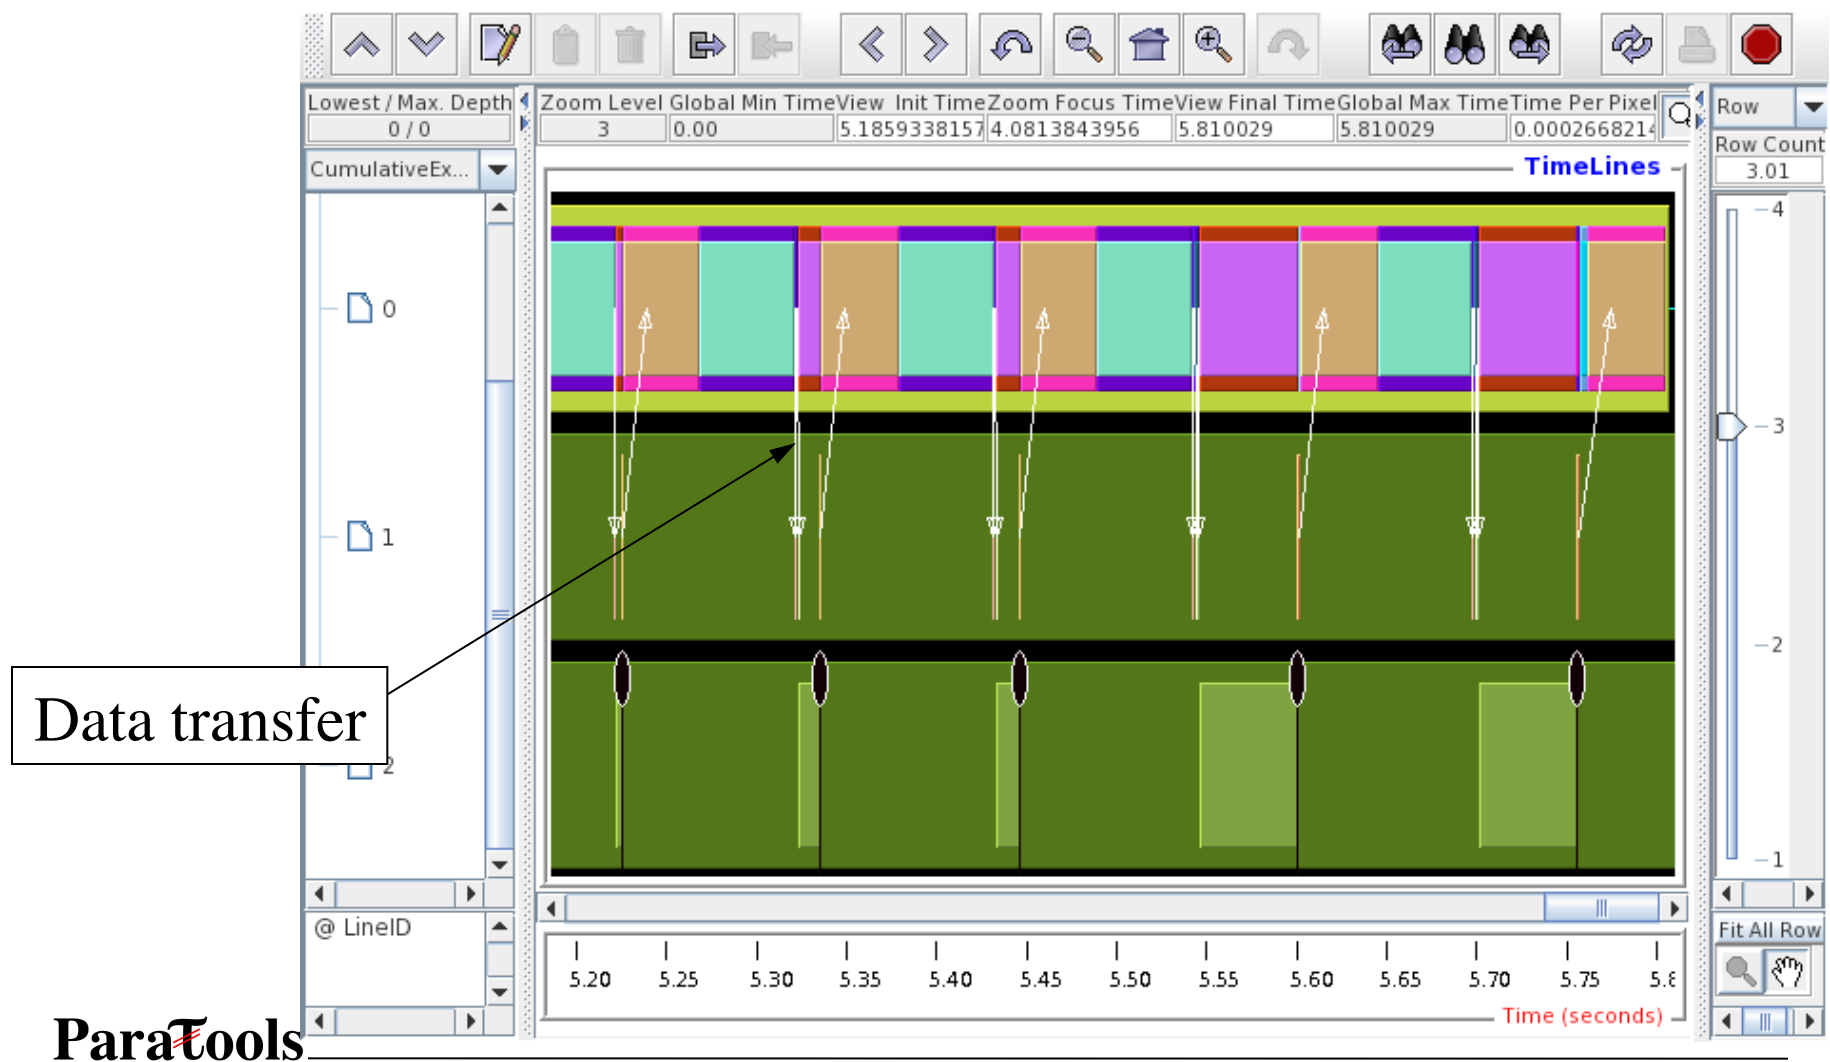 Lowest / Max. Depth
0 / 0
CumulativeEx...
Zoom Level Global Min Time View Init Time Zoom Focus Time View Final Time Global Max Time Time Per Pixel
3 0.00 5.1859338157 4.0813843956 5.810029 5.810029 0.0002668214
Row
Row Count
3.01
TimeLines
4
0
3
1
2
Data transfer
2
1
@ LineID
Fit All Row
5.20 5.25 5.30 5.35 5.40 5.45 5.50 5.55 5.60 5.65 5.70 5.75
Time (seconds)
ParaTools